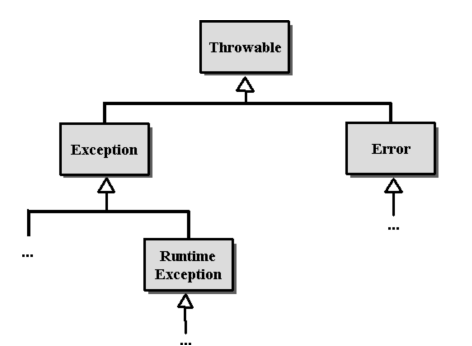 Throwable
Exception
Error
...
...
Runtime
Exception
...